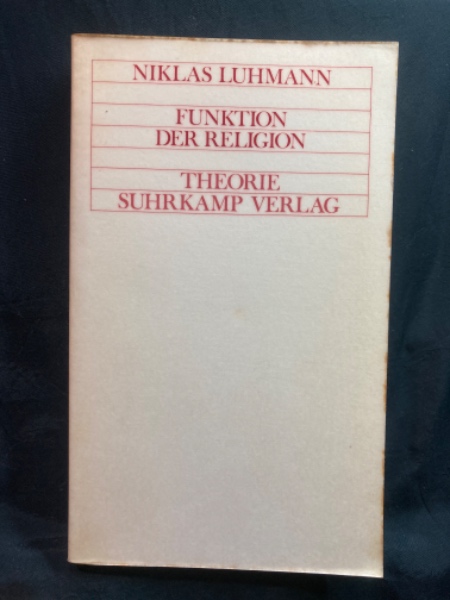 NIKLAS LUHMANN
FUNKTION
DER RELIGION
THEORIE
SUHRKAMP VERLAG